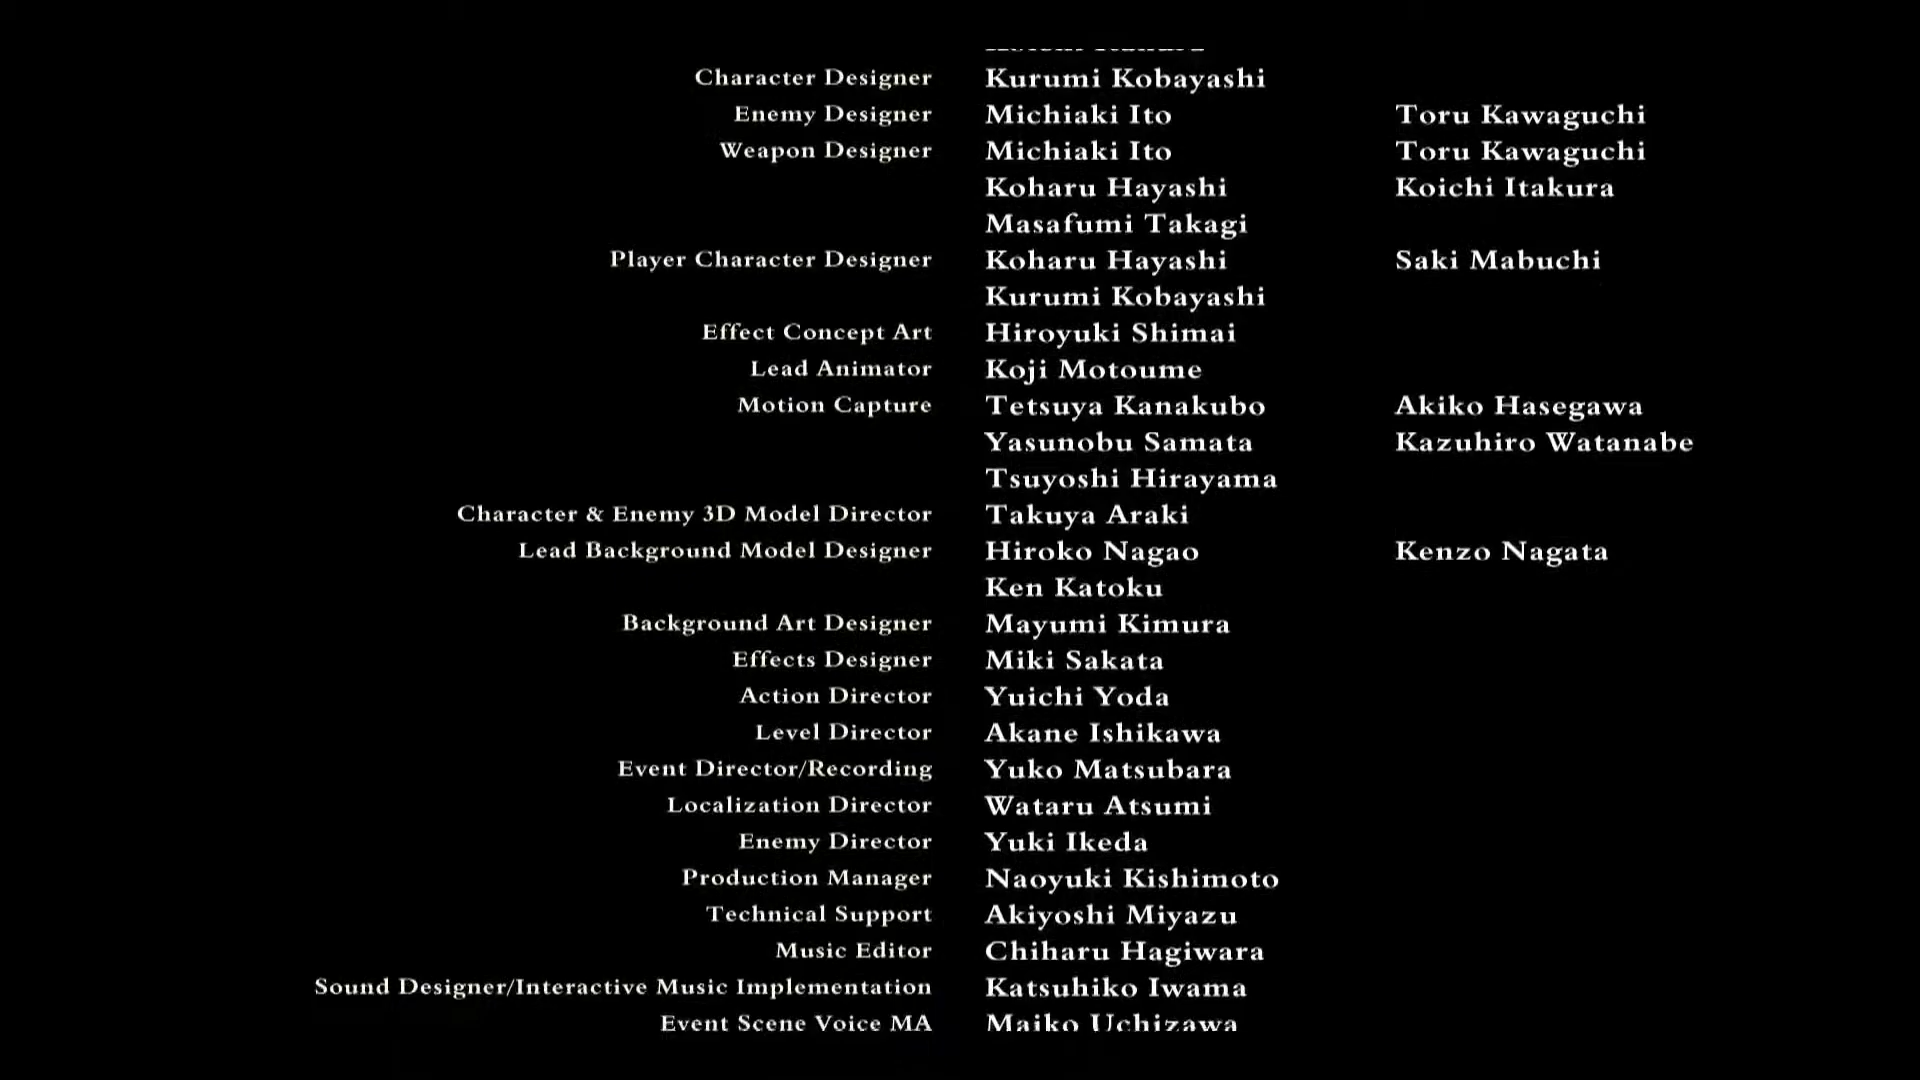 Character Designer Kurumi Kobayashi
Enemy Designer Michiaki Ito Toru Kawaguchi
Weapon Designer Michiaki Ito Toru Kawaguchi
Koharu Hayashi Koichi Itakura
Masafumi Takagi
Player Character Designer Koharu Hayashi Saki Mabuchi
Kurumi Kobayashi
Effect Concept Art Hiroyuki Shimai
Lead Animator Koji Motoume
Motion Capture Tetsuya Kanakubo Akiko Hasegawa
Yasunobu Samata Kazuhiro Watanabe
Tsuyoshi Hirayama
Character & Enemy 3D Model Director Takuya Araki
Lead Background Model Designer Hiroko Nagao Kenzo Nagata
Ken Katoku
Background Art Designer Mayumi Kimura
Effects Designer Miki Sakata
Action Director Yuichi Yoda
Level Director Akane Ishikawa
Event Director/Recording Yuko Matsubara
Localization Director Wataru Atsumi
Enemy Director Yuki Ikeda
Production Manager Naoyuki Kishimoto
Technical Support Akiyoshi Miyazu
Music Editor Chiharu Hagiwara
Sound Designer/Interactive Music Implementation Katsuhiko Iwama
Event Scene Voice MA Maiko Uchizawa